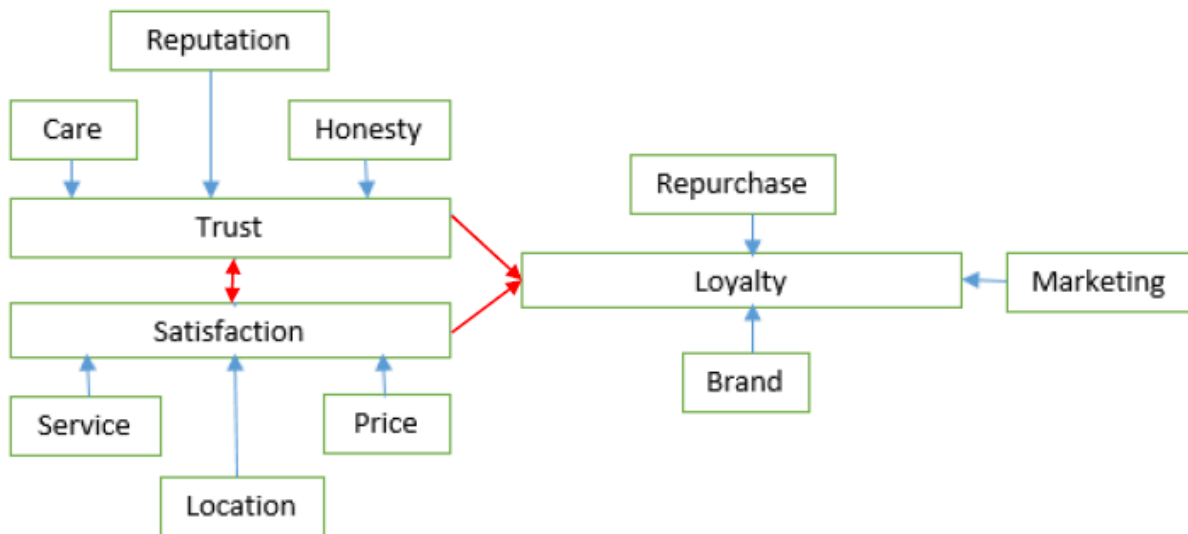 Reputation
Care
Honesty
Trust
Satisfaction
Service
Price
Location
Repurchase
Loyalty
Marketing
Brand